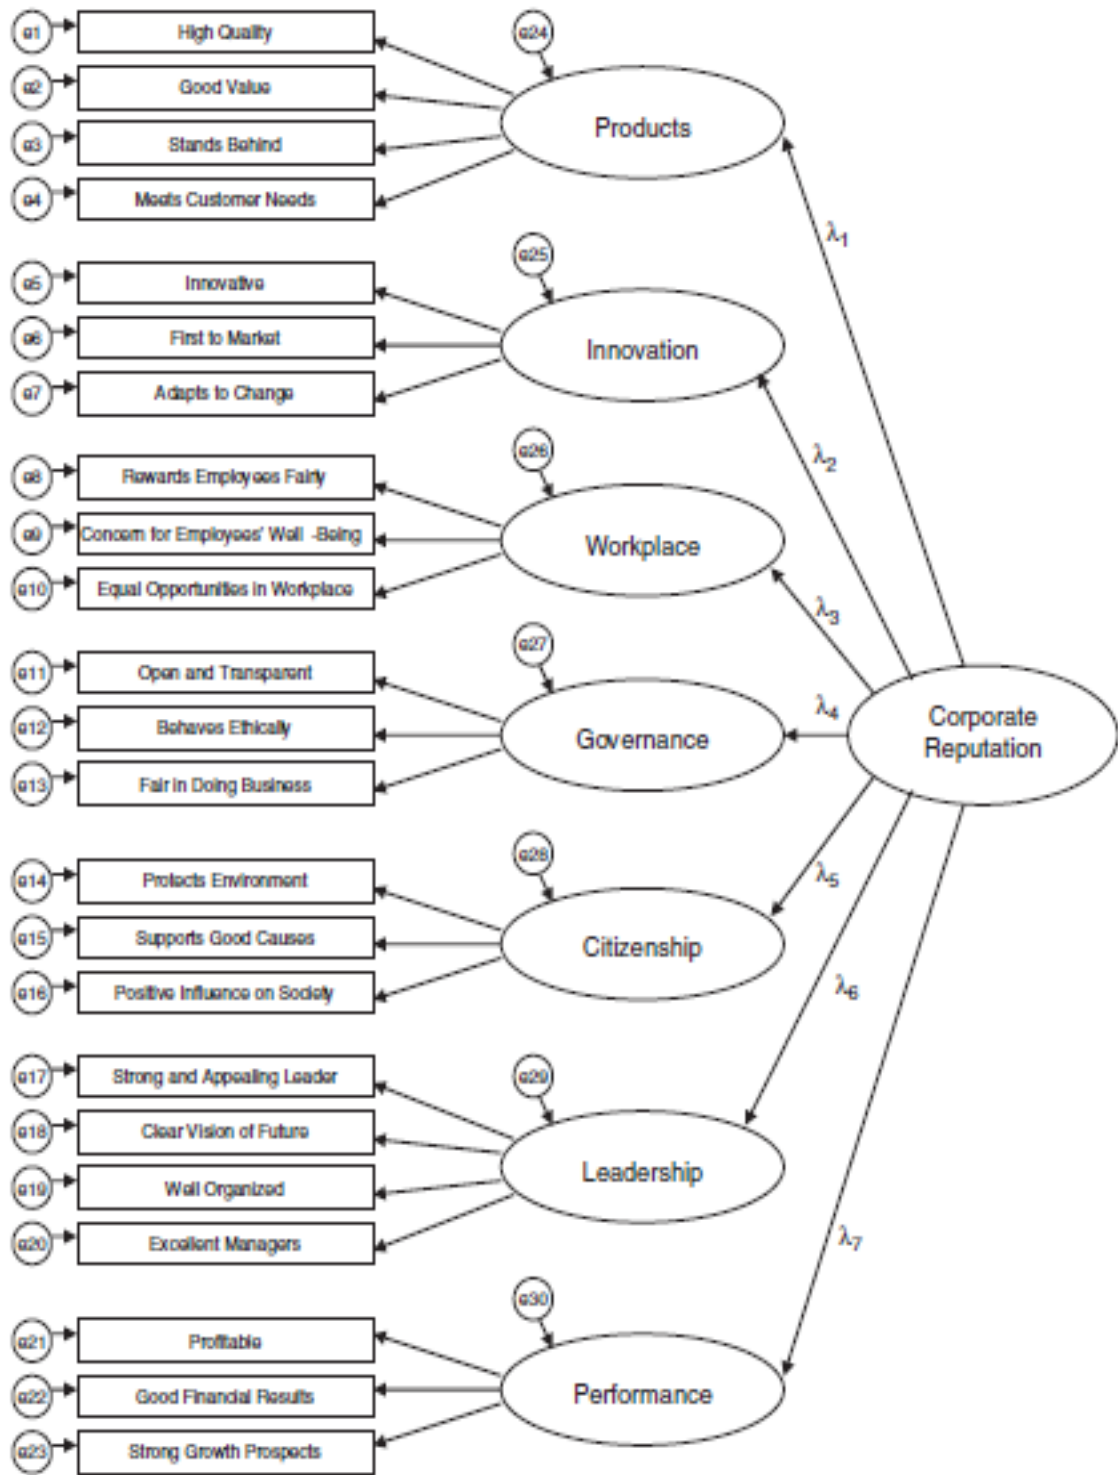 e1
High Quality
e24
e2
Good Value
Products
e3
Stands Behind
e4
Meets Customer Needs
λ1
e25
e5
Innovative
e6
First to Market
Innovation
e7
Adapts to Change
e26
λ2
e8
Rewards Employees Fairly
e9
Concern for Employees' Well -Being
Workplace
e10
Equal Opportunities in Workplace
λ3
e27
e11
Open and Transparent
e12
Behaves Ethically
Governance
λ4
Corporate
Reputation
e13
Fair in Doing Business
e28
e14
Protects Environment
λ5
e15
Supports Good Causes
Citizenship
e16
Positive Influence on Society
λ6
e17
Strong and Appealing Leader
e29
e18
Clear Vision of Future
Leadership
e19
Well Organized
e20
Excellent Managers
λ7
e30
e21
Profitable
e22
Good Financial Results
Performance
e23
Strong Growth Prospects